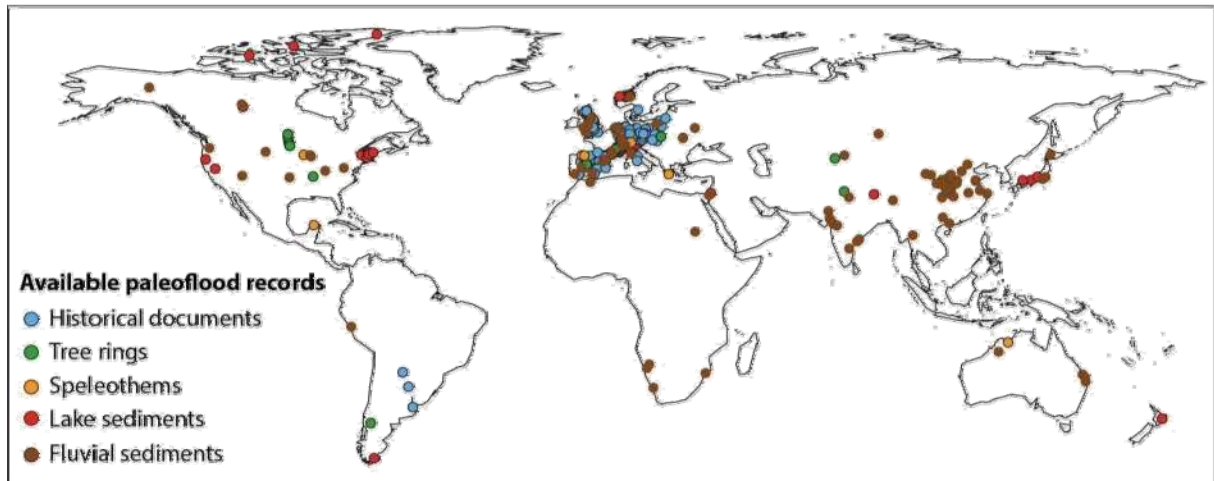 Available paleoflood records
Historical documents
Tree rings
Speleothems
Lake sediments
Fluvial sediments